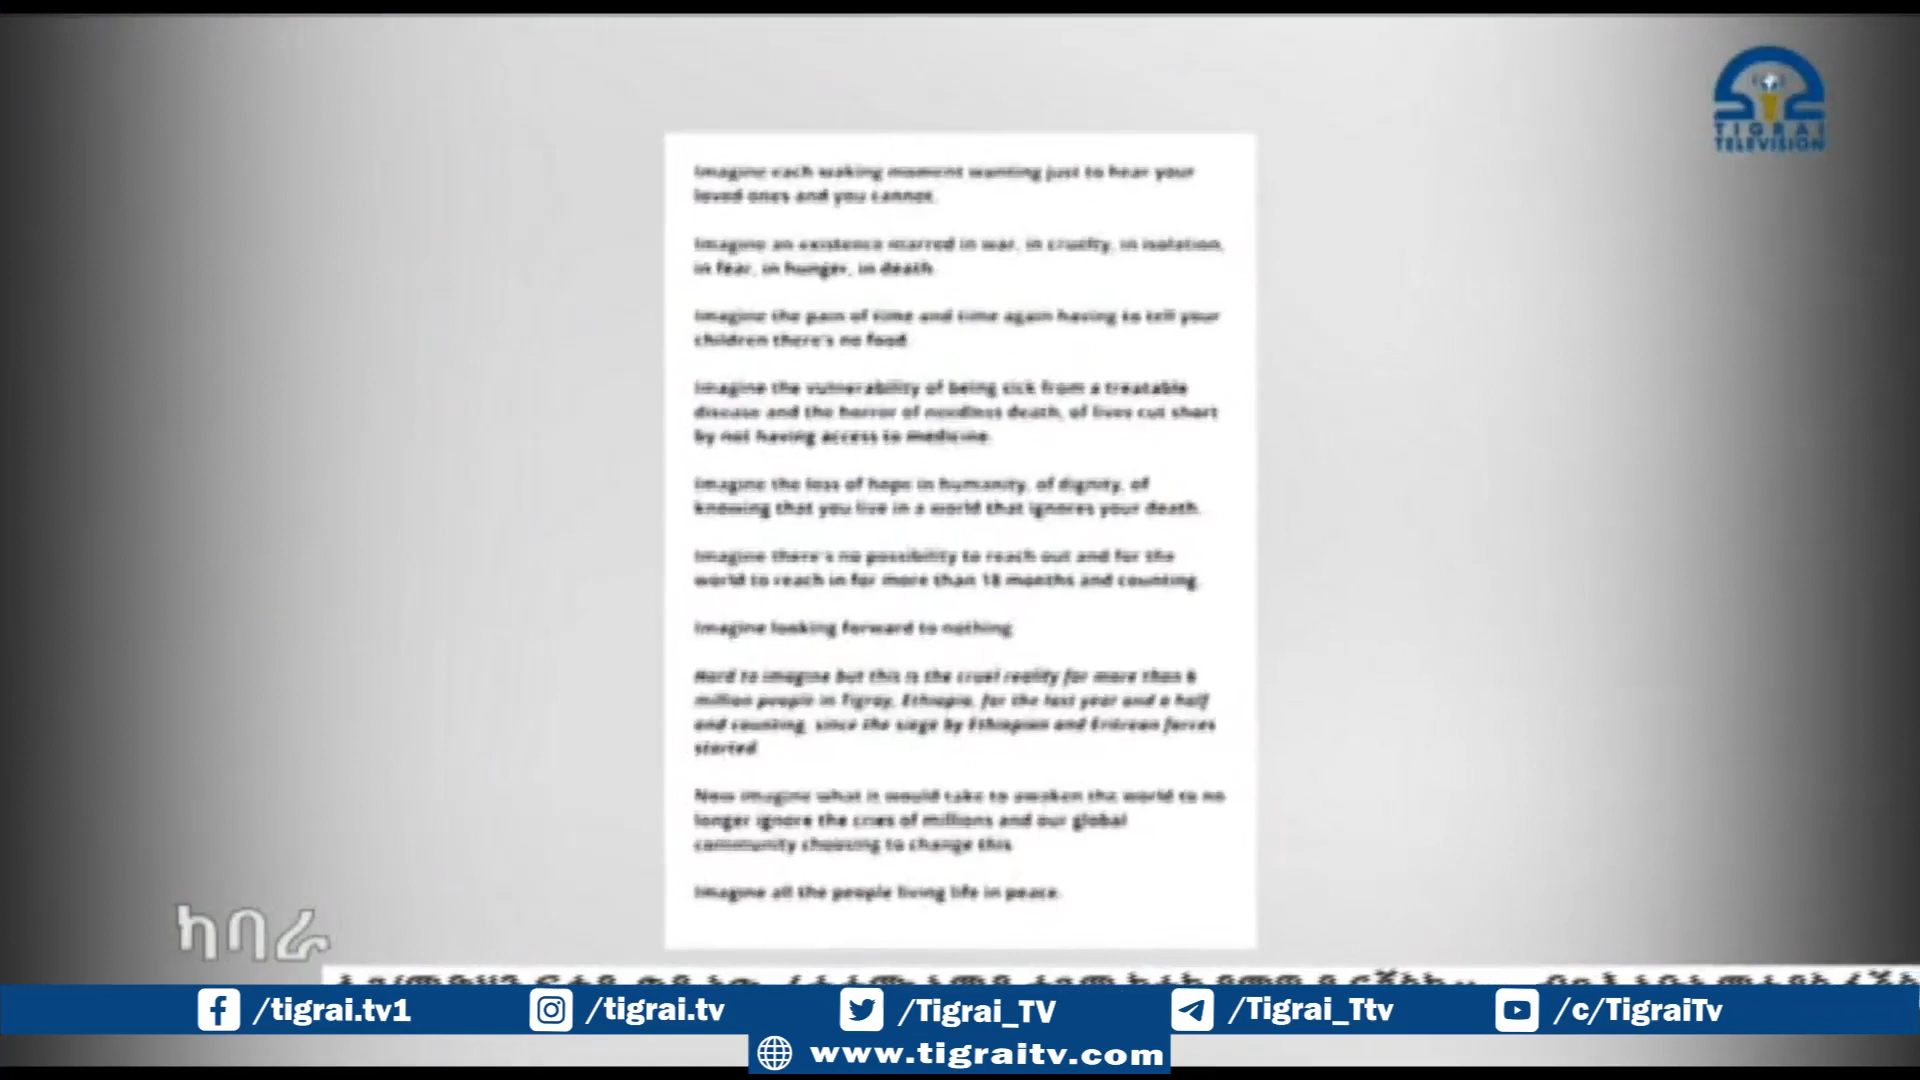 TIGRAI
TELEVISION
Imagine each waking moment wanting just to hear your
loved ones and you cannot.
Imagine an existence marred in war, in cruelty, in isolation,
in fear, in hunger, in death.
Imagine the pain of time and time again having to tell your
children there's no food.
Imagine the vulnerability of being sick from a treatable
disease and the horror of needless death, of lives cut short
by not having access to medicine.
Imagine the loss of hope in humanity, of dignity, of
knowing that you live in a world that ignores your death.
Imagine there's no possibility to reach out and for the
world to reach in for more than 18 months and counting.
Imagine looking forward to nothing.
Hard to imagine but this is the cruel reality for more than 6
million people in Tigray, Ethiopia, for the last year and a half
and counting, since the siege by Ethiopian and Eritrean forces
started.
Now imagine what it would take to awaken the world to no
longer ignore the cries of millions and our global
community choosing to change this.
Imagine all the people living life in peace.
ካበራ
/tigrai.tv1
/tigrai.tv
/Tigrai_TV
/Tigrai_Ttv
/c/TigraiTv
www.tigraitv.com